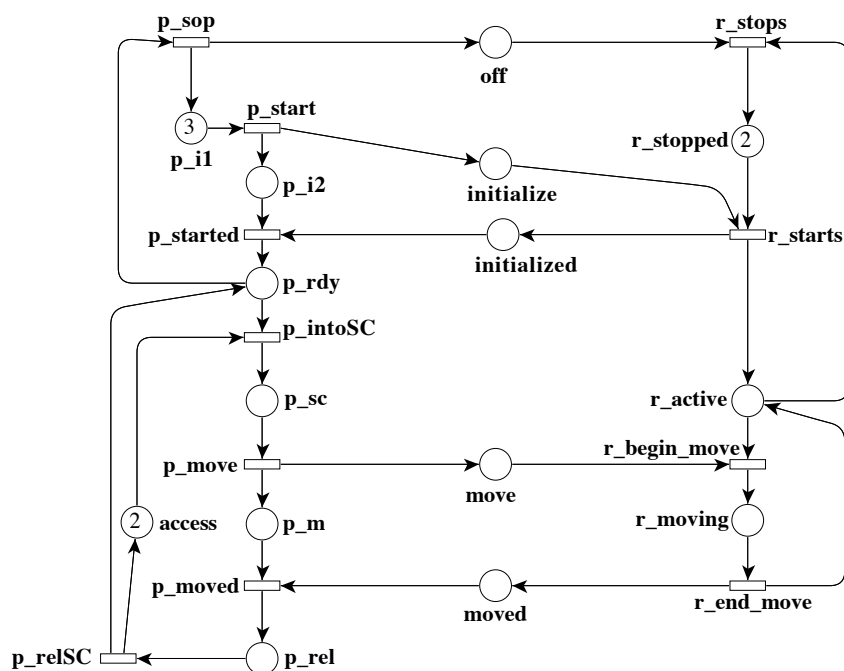 p_sop
r_stops
off
3
p_start
p_i1
r_stopped
2
p_i2
initialize
p_started
r_starts
initialized
p_rdy
p_intoSC
p_sc
r_active
r_begin_move
p_move
move
2
access
p_m
r_moving
p_moved
moved
r_end_move
p_relSC
p_rel